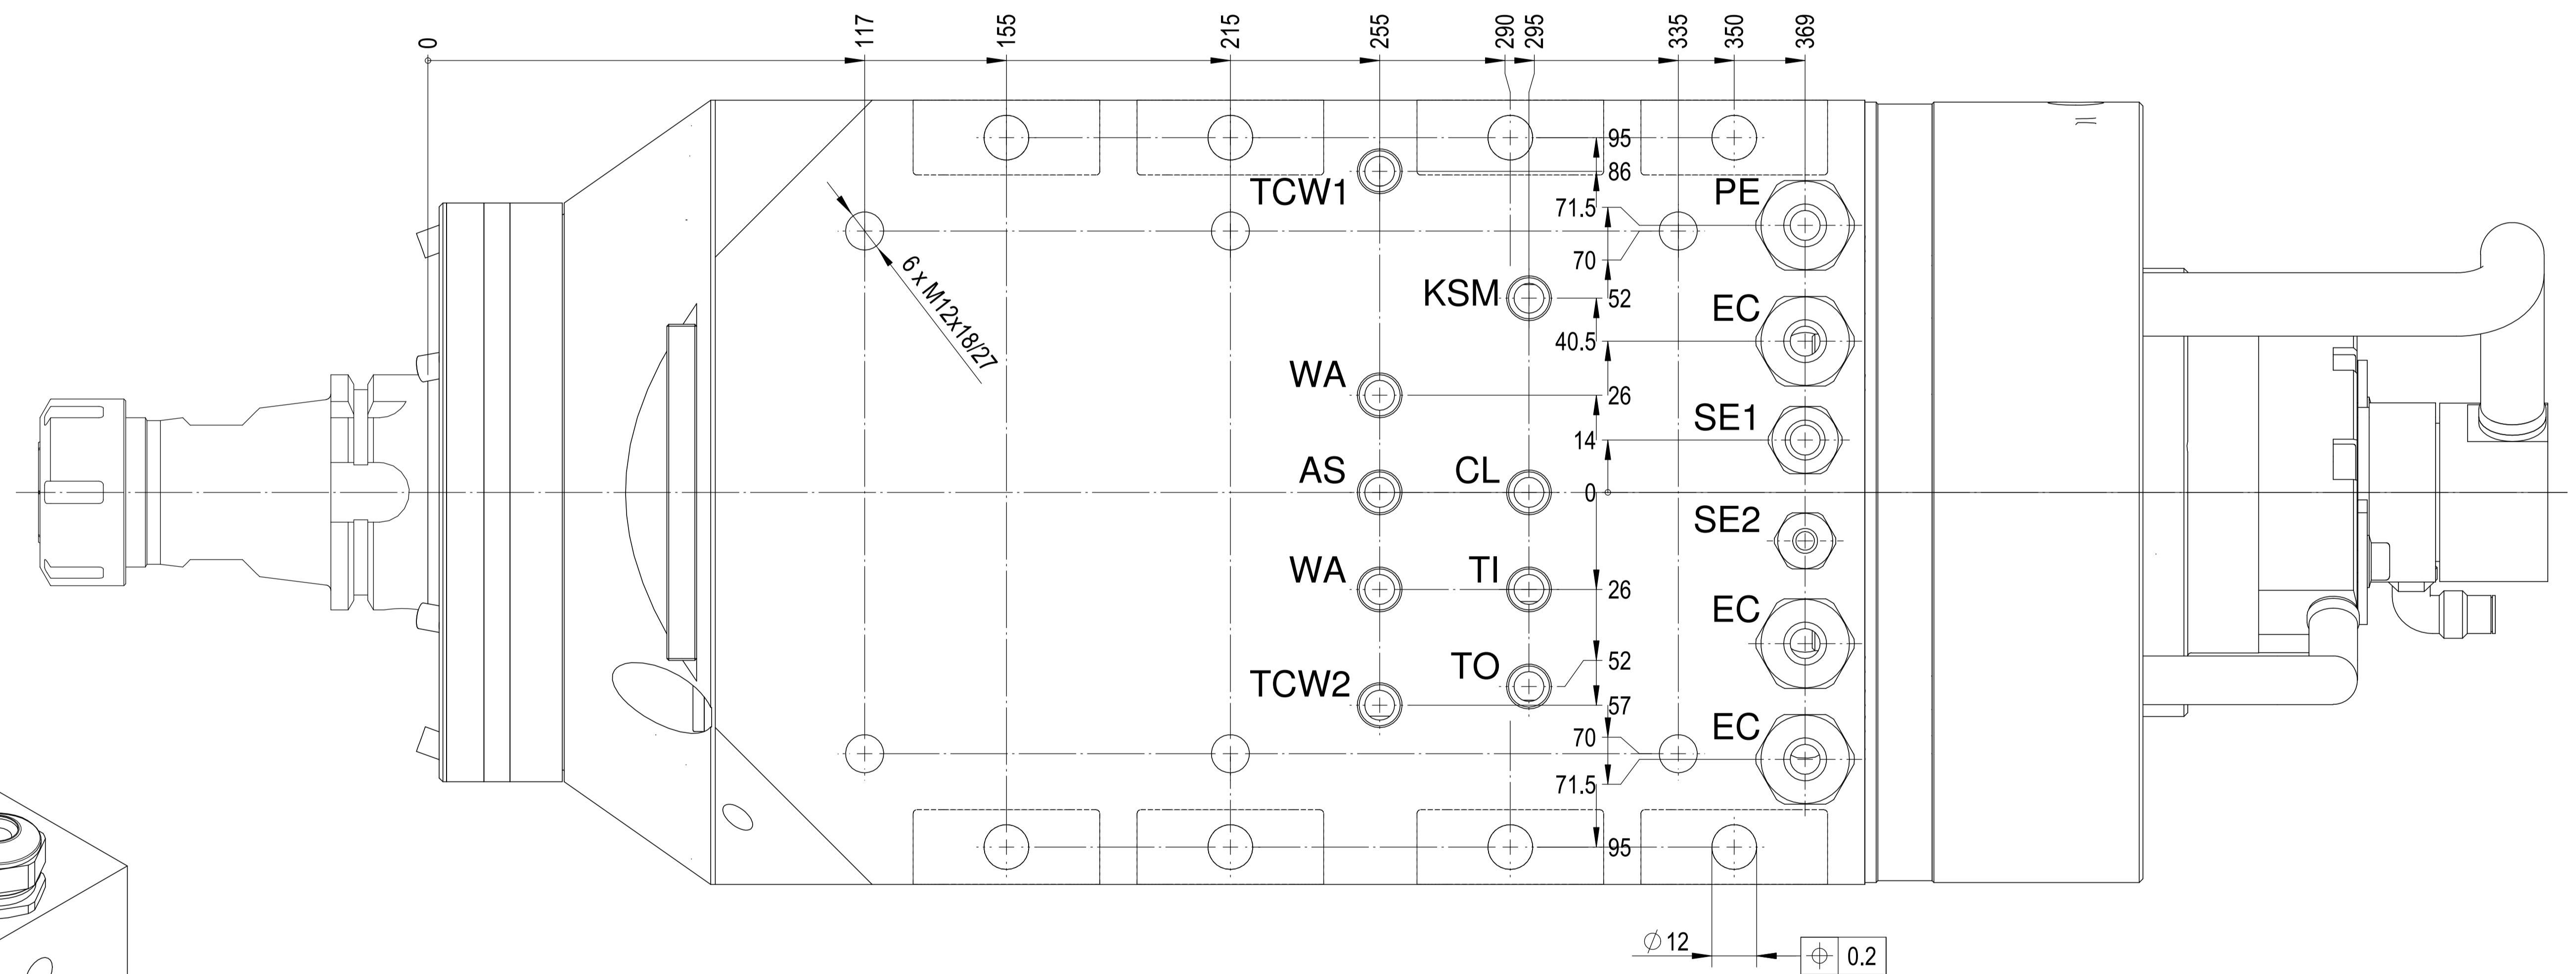 0 117 155 215 255 290 295 335 350 369
95
86
TCW1 71.5 PE
70
6 x M12x18/27
KSM 52 EC
40.5
WA 26
14 SE1
AS CL 0
SE2
WA TI 26
EC
TO 52
TCW2 57
70 EC
71.5
95
⌀ 12 ⌖ 0.2